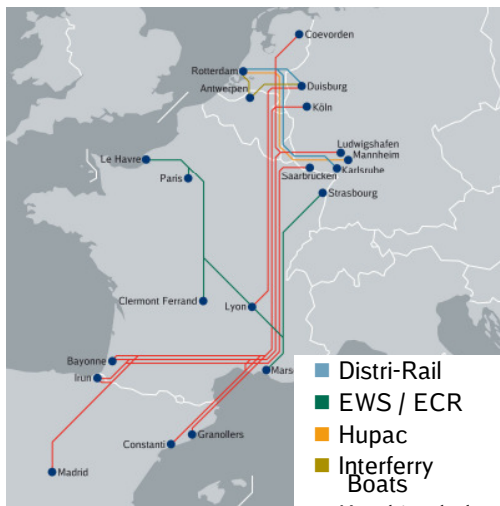 Coevorden
Rotterdam
Duisburg
Antwerpen
Köln
Ludwigshafen
Mannheim
Le Havre
Karlsruhe
Saarbrücken
Paris
Strasbourg
Clermont Ferrand
Lyon
Bayonne
Irun
Distri-Rail
EWS / ECR
Granollers
Hupac
Constanti
Interferry
Madrid
Boats